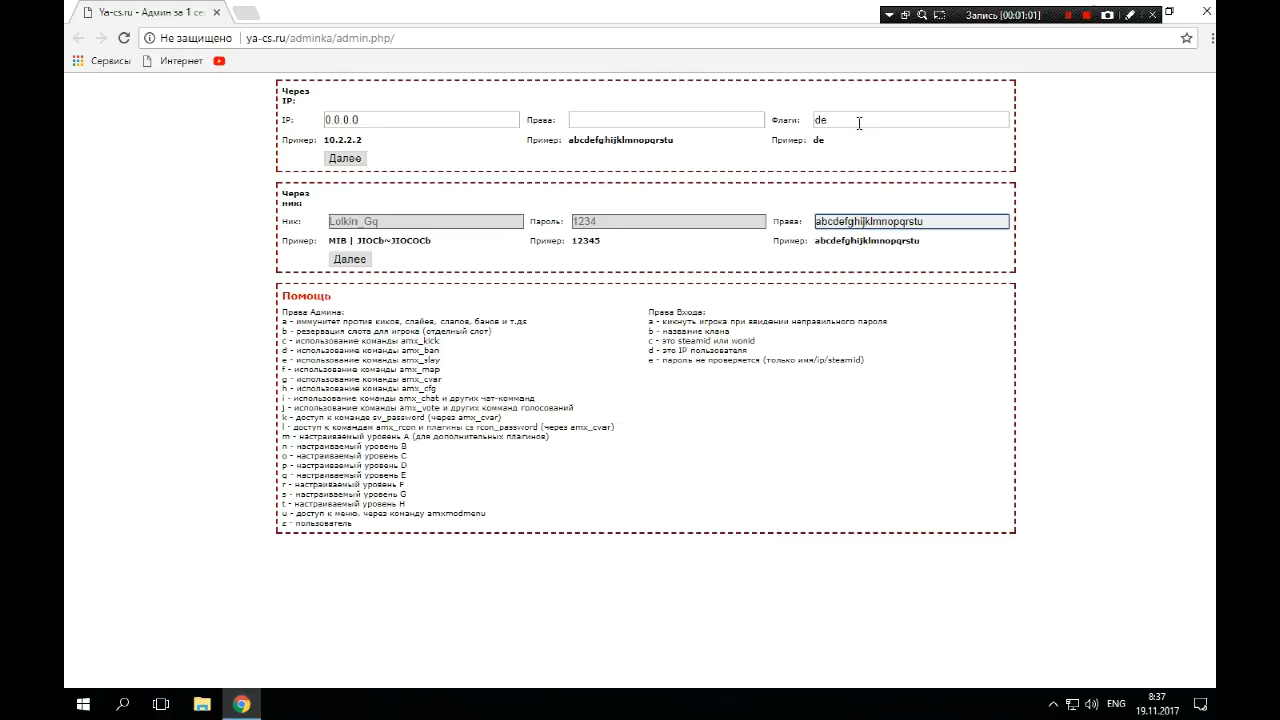 Ya-cs.ru - Админ за 1 се
Запись [00:01:01]
Не защищено
ya-cs.ru/adminka/admin.php/
Сервисы
Интернет
Через
IP:
IP: 0.0.0.0 Права: Флаги: de
Пример: 10.2.2.2 Пример: abcdefghijklmnopqrstu Пример: de
Далее
Через
ник:
Ник: Lolkin_Gq Пароль: 1234 Права: abcdefghijklmnopqrstu
Пример: MIB | JIOCb~JIOCOCb Пример: 12345 Пример: abcdefghijklmnopqrstu
Далее
Помощь
Права Админа:
a - иммунитет против киков, слайев, слапов, банов и т.дя
b - резервация слота для игрока (отделный слот)
c - использование команды amx_kick
d - использование команды amx_ban
e - использование команды amx_slay
f - использование команды amx_map
g - использование команды amx_cvar
h - использование команды amx_cfg
i - использование команды amx_chat и других чат-комманд
j - использование команды amx_vote и других комманд голосований
k - доступ к команде sv_password (через amx_cvar)
l - доступ к командам amx_rcon и плагины cs rcon_password (через amx_cvar)
m - настраиваемый уровень A (для дополнительных плагинов)
n - настраиваемый уровень B
o - настраиваемый уровень C
p - настраиваемый уровень D
q - настраиваемый уровень E
r - настраиваемый уровень F
s - настраиваемый уровень G
t - настраиваемый уровень H
u - доступ к меню, через команду amxmodmenu
z - пользователь
Права Входа:
a - кикнуть игрока при ввидении неправильного пароля
b - название клана
c - это steamid или wonid
d - это IP пользователя
e - пароль не проверяется (только имя/ip/steamid)
ENG
8:37
19.11.2017